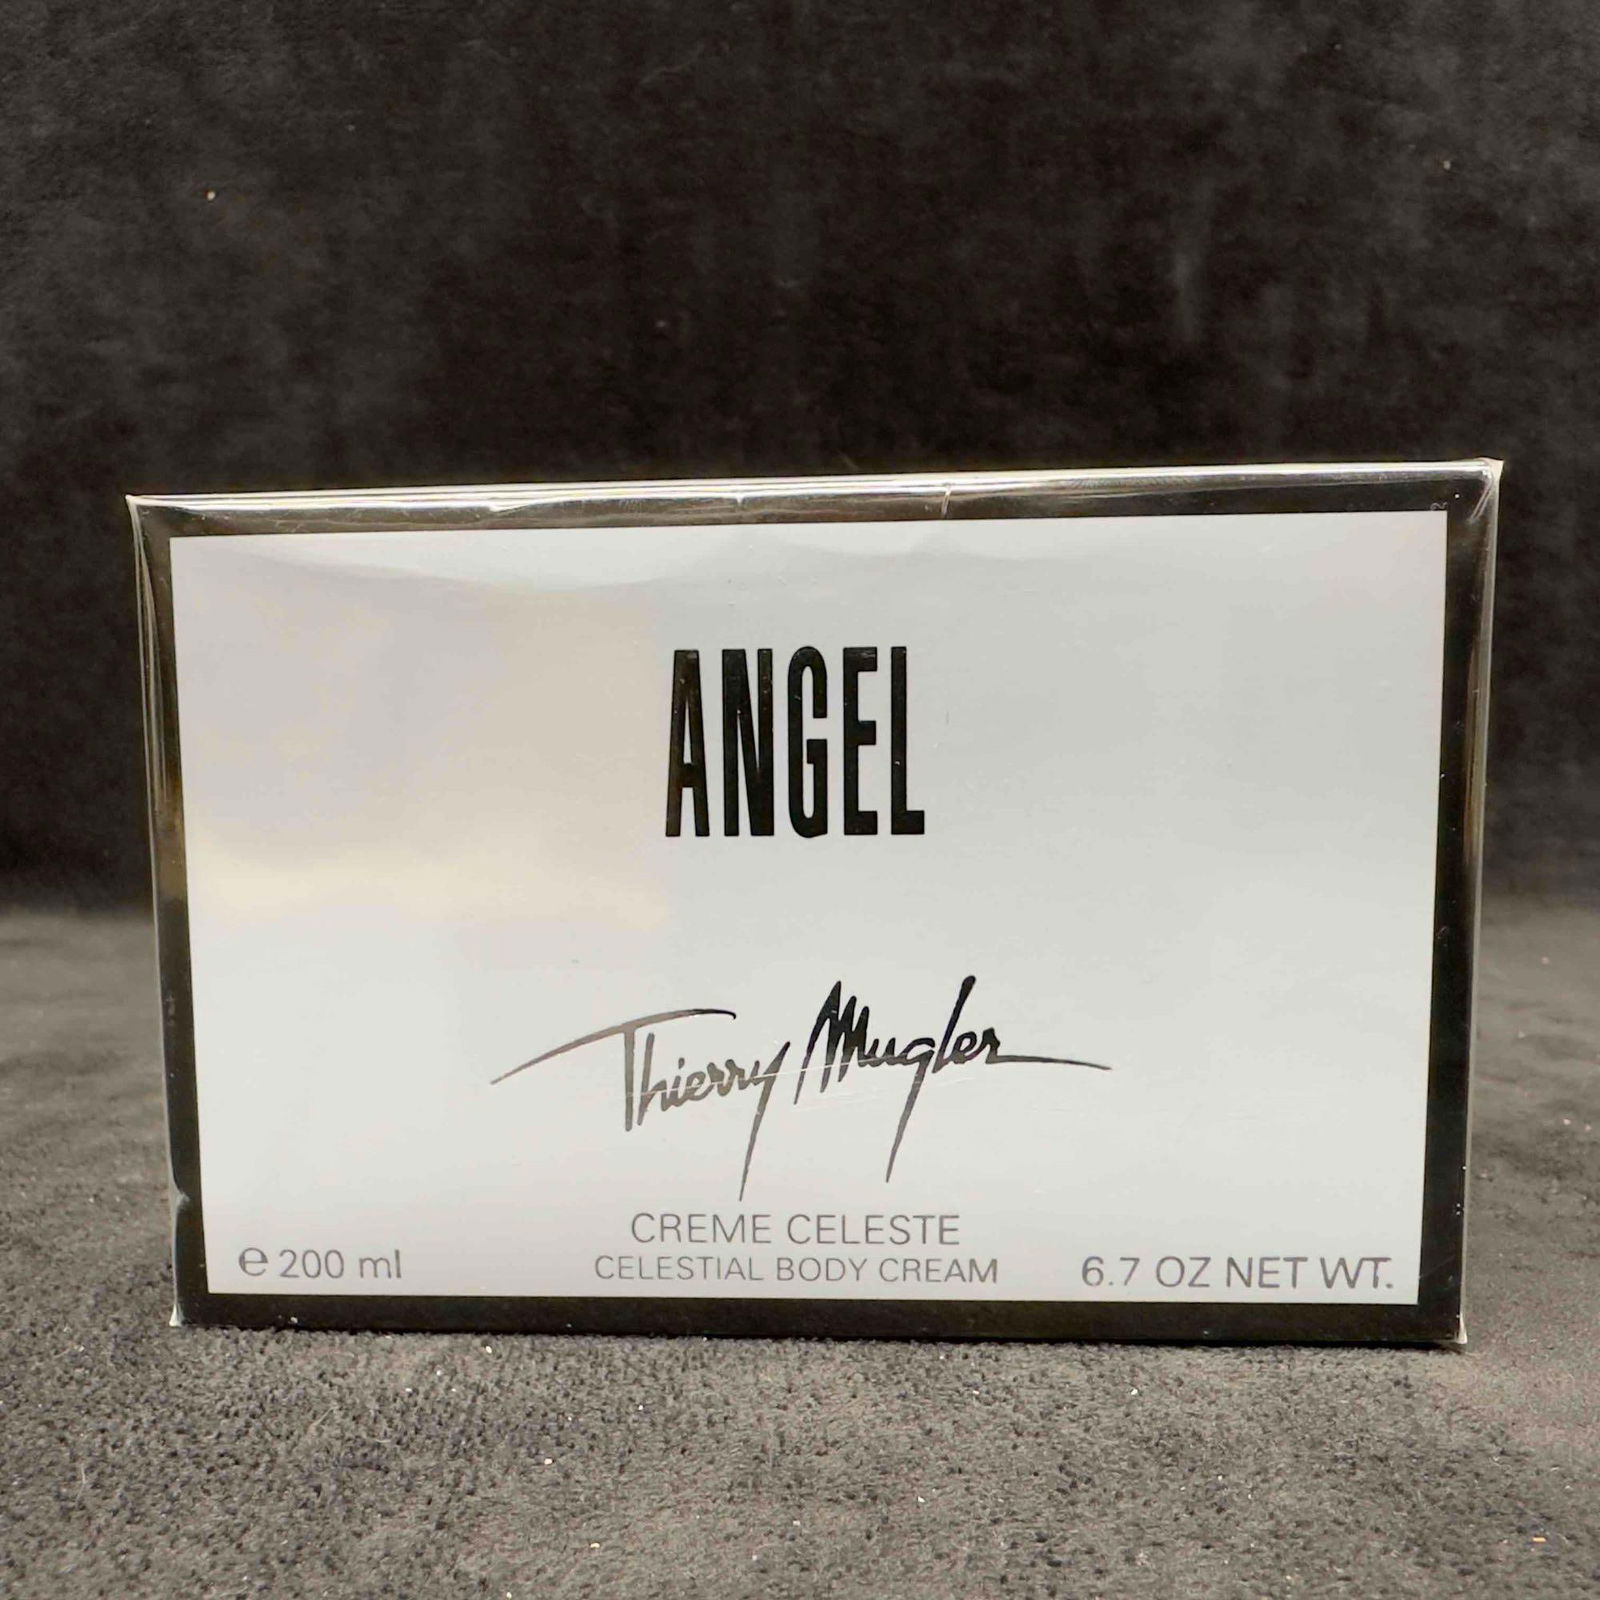 ANGEL
Thierry Mugler
CREME CELESTE
℮ 200 ml CELESTIAL BODY CREAM 6.7 OZ NET WT.